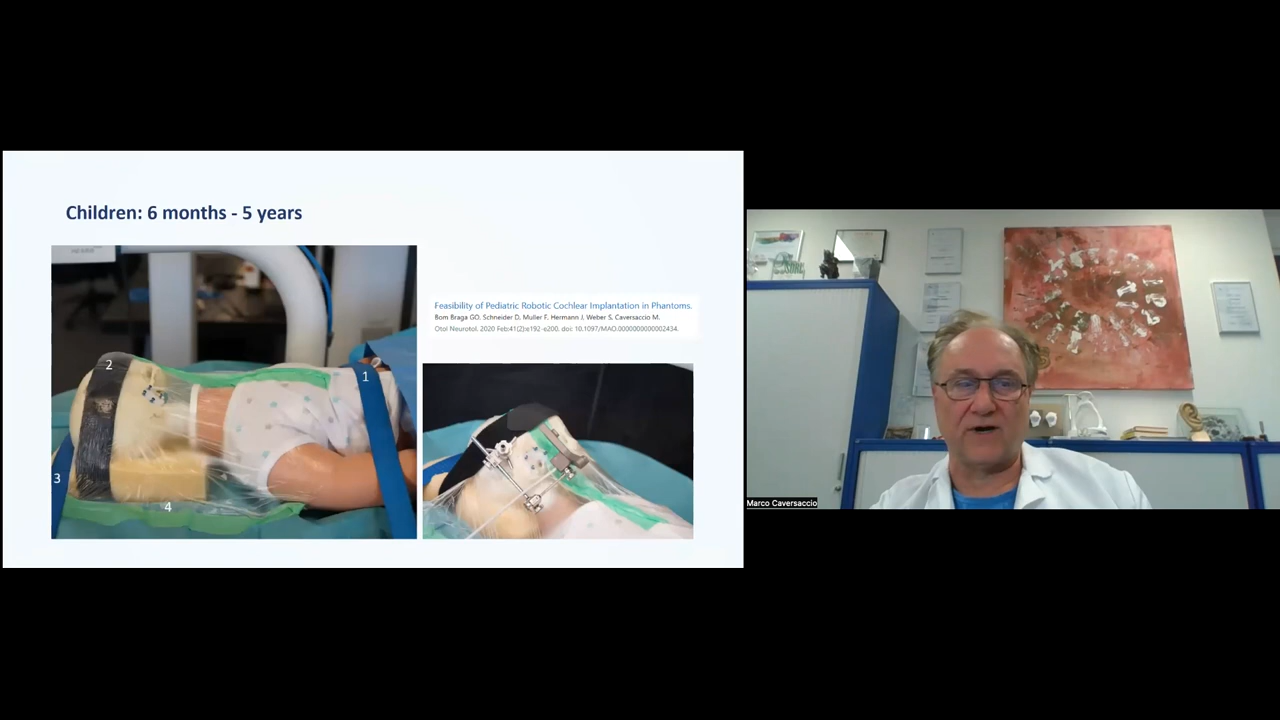 Children: 6 months - 5 years
1
2
3
4
Feasibility of Pediatric Robotic Cochlear Implantation in Phantoms.
Bom Braga GO, Schneider D, Muller F, Hermann J, Weber S, Caversaccio M.
Otol Neurotol. 2020 Feb;41(2):e192-e200. doi: 10.1097/MAO.0000000000002434.
Marco Caversaccio